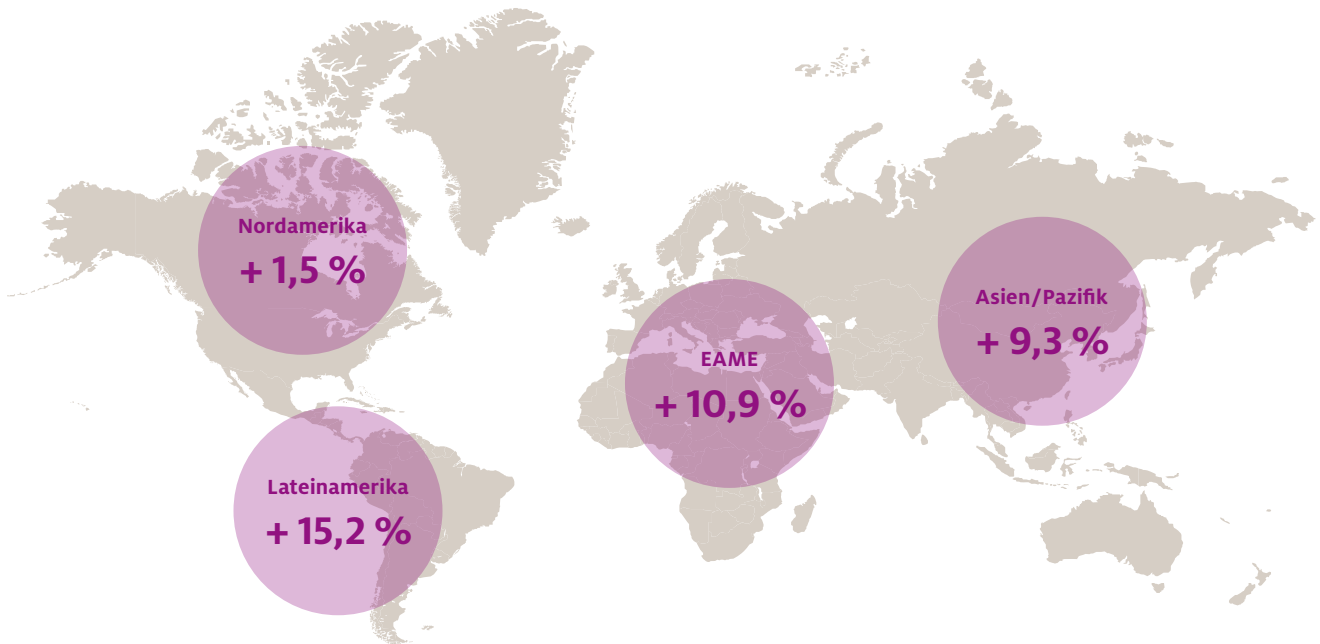 Nordamerika
+ 1,5 %
Asien/Pazifik
+ 9,3 %
EAME
+ 10,9 %
Lateinamerika
+ 15,2 %